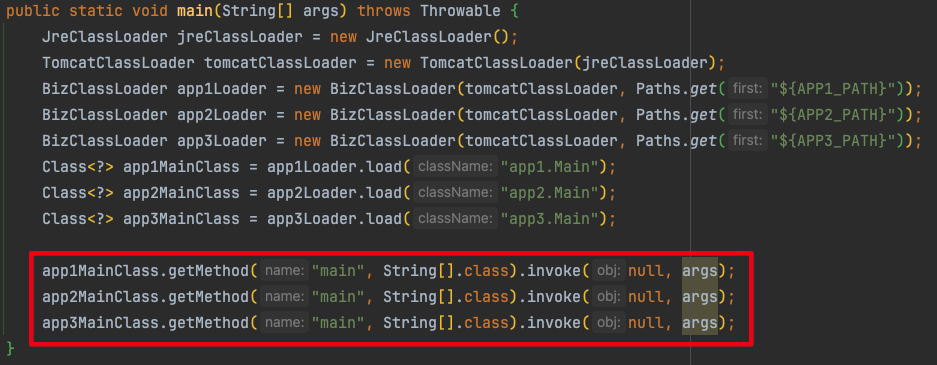 public static void main(String[] args) throws Throwable {
JreClassLoader jreClassLoader = new JreClassLoader();
TomcatClassLoader tomcatClassLoader = new TomcatClassLoader(jreClassLoader);
BizClassLoader app1Loader = new BizClassLoader(tomcatClassLoader, Paths.get( first: "${APP1_PATH}"));
BizClassLoader app2Loader = new BizClassLoader(tomcatClassLoader, Paths.get( first: "${APP2_PATH}"));
BizClassLoader app3Loader = new BizClassLoader(tomcatClassLoader, Paths.get( first: "${APP3_PATH}"));
Class<?> app1MainClass = app1Loader.load( className: "app1.Main");
Class<?> app2MainClass = app2Loader.load( className: "app2.Main");
Class<?> app3MainClass = app3Loader.load( className: "app3.Main");
app1MainClass.getMethod( name: "main", String[].class).invoke( obj: null, args);
app2MainClass.getMethod( name: "main", String[].class).invoke( obj: null, args);
app3MainClass.getMethod( name: "main", String[].class).invoke( obj: null, args);
}